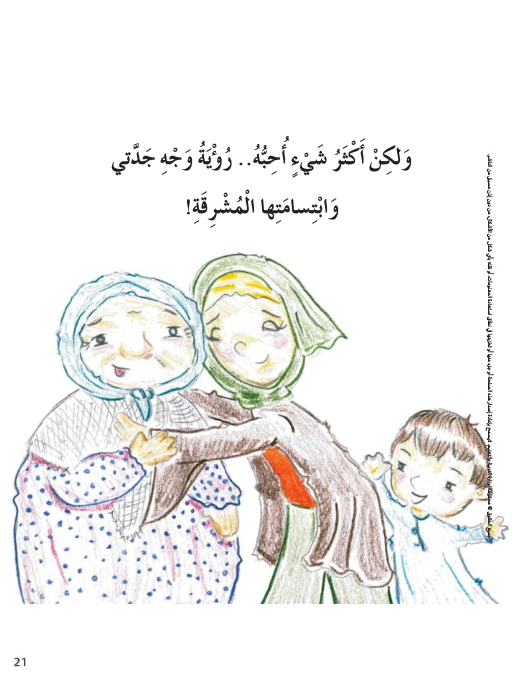 وَلكِنْ أَكْثَرُ شَيْءٍ أُحِبُّهُ.. رُؤْيَةُ وَجْهِ جَدَّتي
وَابْتِسامَتِها الْمُشْرِقَةِ!
21